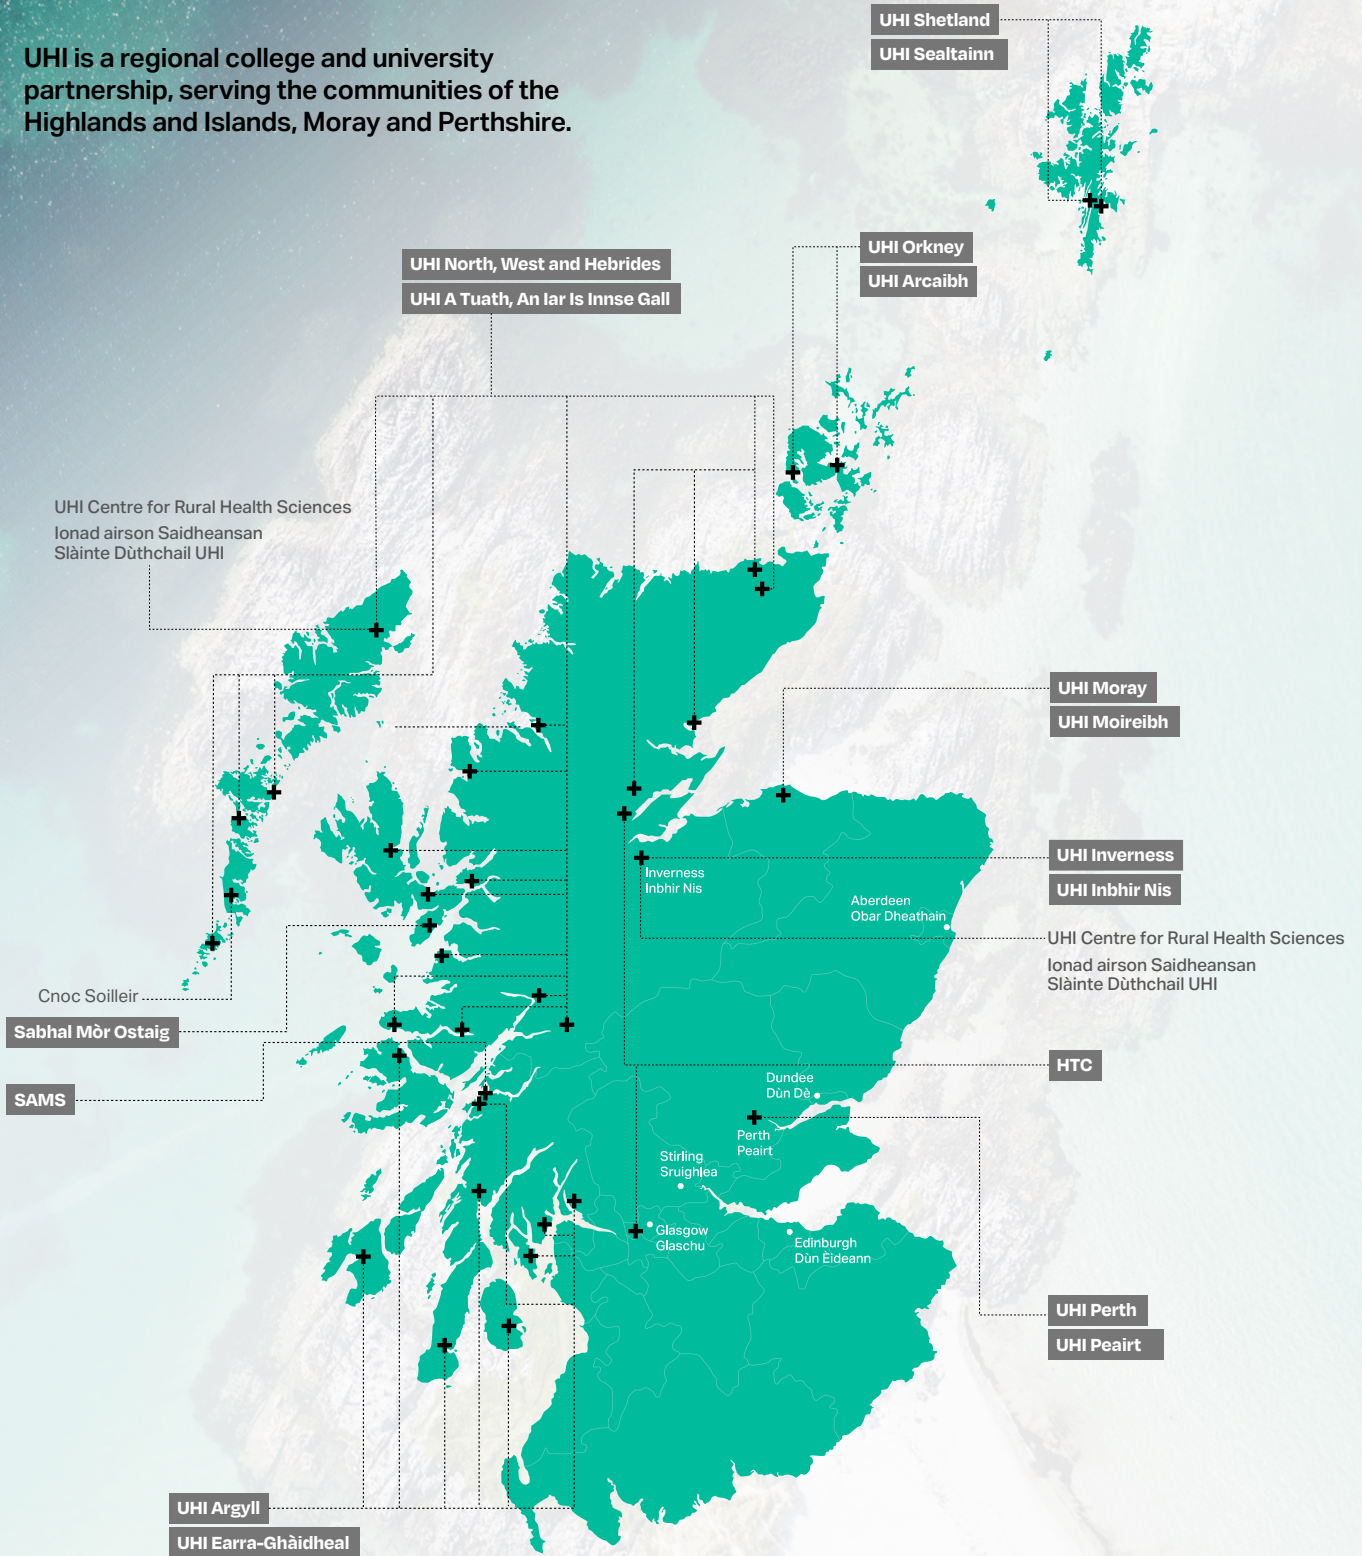 UHI is a regional college and university
partnership, serving the communities of the
Highlands and Islands, Moray and Perthshire.
UHI Shetland
UHI Sealtainn
UHI Orkney
UHI Arcaibh
UHI North, West and Hebrides
UHI A Tuath, An Iar Is Innse Gall
UHI Centre for Rural Health Sciences
Ionad airson Saidheansan
Slàinte Dùthchail UHI
UHI Moray
UHI Moireibh
UHI Inverness
UHI Inbhir Nis
Inverness
Inbhir Nis
Aberdeen
Obar Dheathain
UHI Centre for Rural Health Sciences
Ionad airson Saidheansan
Slàinte Dùthchail UHI
Cnoc Soilleir
Sabhal Mòr Ostaig
HTC
SAMS
Dundee
Dùn Dè
Perth
Peairt
Stirling
Sruighlea
Glasgow
Glaschu
Edinburgh
Dùn Èideann
UHI Perth
UHI Peairt
UHI Argyll
UHI Earra-Ghàidheal